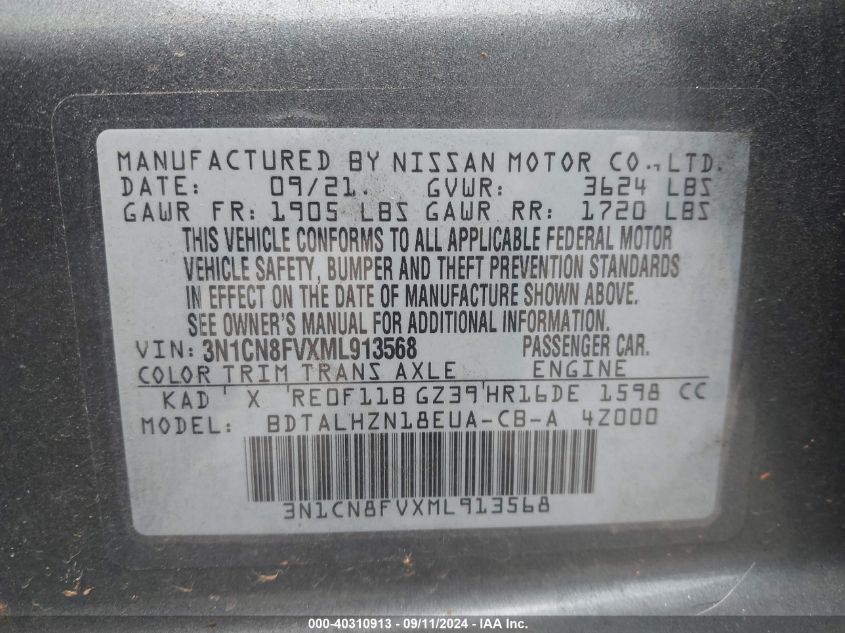 MANUFACTURED BY NISSAN MOTOR CO., LTD.
DATE: 09/21. GVWR: 3624 LBS
GAWR FR: 1905 LBS GAWR RR: 1720 LBS
THIS VEHICLE CONFORMS TO ALL APPLICABLE FEDERAL MOTOR
VEHICLE SAFETY, BUMPER AND THEFT PREVENTION STANDARDS
IN EFFECT ON THE DATE OF MANUFACTURE SHOWN ABOVE.
SEE OWNER'S MANUAL FOR ADDITIONAL INFORMATION.
VIN: 3N1CN8FVXML913568 PASSENGER CAR.
COLOR TRIM TRANS AXLE ENGINE
KAD X RE0F11B GZ39 HR16DE 1598 CC
MODEL: BDTALHZN18EUA-CB-A 4Z000
3N1CN8FVXML913568
000-40310913 - 09/11/2024 - IAA Inc.